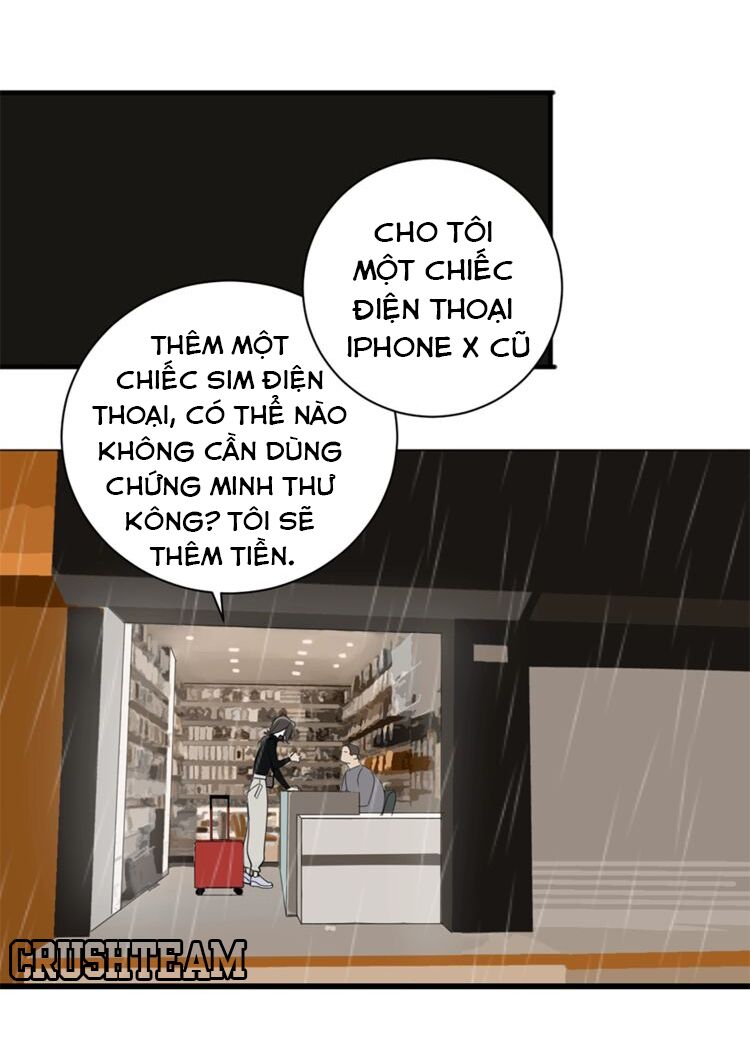 CHO TÔI
MỘT CHIẾC
ĐIỆN THOẠI
IPHONE X CŨ
THÊM MỘT
CHIẾC SIM ĐIỆN
THOẠI, CÓ THỂ NÀO
KHÔNG CẦN DÙNG
CHỨNG MINH THƯ
KÔNG? TÔI SẼ
THÊM TIỀN.
CRUSHTEAM